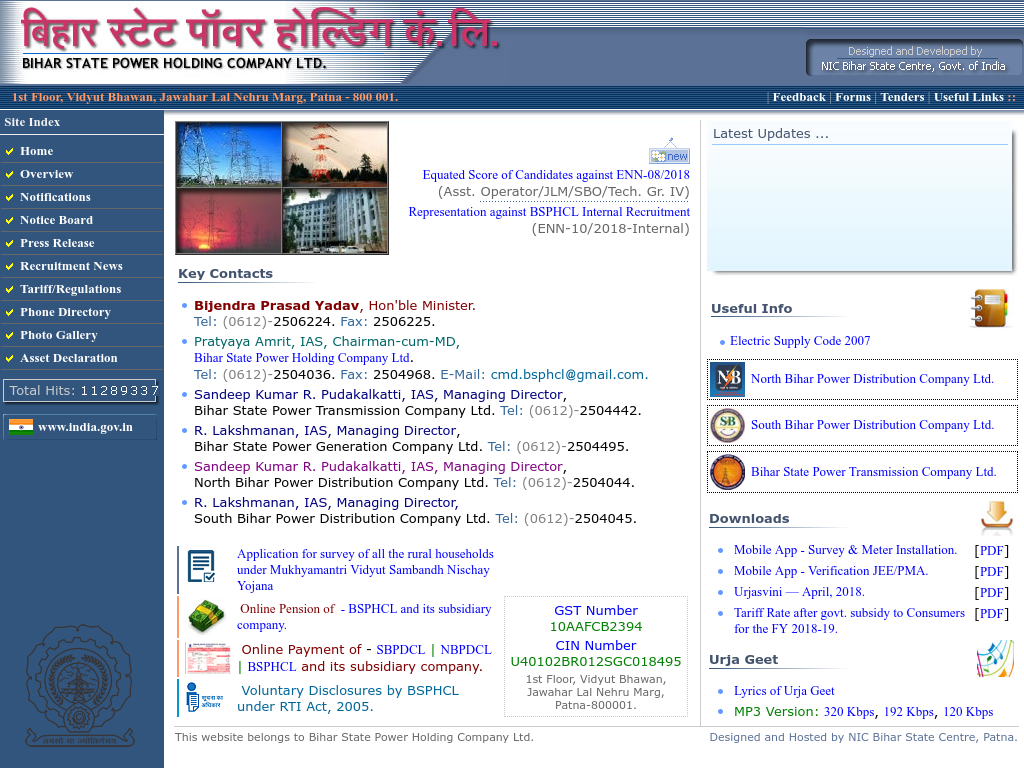 बिहार स्टेट पॉवर होल्डिंग कं.लि.
BIHAR STATE POWER HOLDING COMPANY LTD.
Designed and Developed by
NIC Bihar State Centre, Govt. of India
1st Floor, Vidyut Bhawan, Jawahar Lal Nehru Marg, Patna - 800 001.
| Feedback | Forms | Tenders | Useful Links ::
Site Index
Home
Overview
Notifications
Notice Board
Press Release
Recruitment News
Tariff/Regulations
Phone Directory
Photo Gallery
Asset Declaration
Total Hits: 11289337
www.india.gov.in
new
Equated Score of Candidates against ENN-08/2018
(Asst. Operator/JLM/SBO/Tech. Gr. IV)
Representation against BSPHCL Internal Recruitment
(ENN-10/2018-Internal)
Key Contacts
Bijendra Prasad Yadav, Hon'ble Minister.
Tel: (0612)-2506224. Fax: 2506225.
Pratyaya Amrit, IAS, Chairman-cum-MD,
Bihar State Power Holding Company Ltd.
Tel: (0612)-2504036. Fax: 2504968. E-Mail: cmd.bsphcl@gmail.com.
Sandeep Kumar R. Pudakalkatti, IAS, Managing Director,
Bihar State Power Transmission Company Ltd. Tel: (0612)-2504442.
R. Lakshmanan, IAS, Managing Director,
Bihar State Power Generation Company Ltd. Tel: (0612)-2504495.
Sandeep Kumar R. Pudakalkatti, IAS, Managing Director,
North Bihar Power Distribution Company Ltd. Tel: (0612)-2504044.
R. Lakshmanan, IAS, Managing Director,
South Bihar Power Distribution Company Ltd. Tel: (0612)-2504045.
Application for survey of all the rural households
under Mukhyamantri Vidyut Sambandh Nischay
Yojana
Online Pension of - BSPHCL and its subsidiary
company.
Online Payment of - SBPDCL | NBPDCL
| BSPHCL and its subsidiary company.
सूचना का
अधिकार
Voluntary Disclosures by BSPHCL
under RTI Act, 2005.
GST Number
10AAFCB2394
CIN Number
U40102BR012SGC018495
1st Floor, Vidyut Bhawan,
Jawahar Lal Nehru Marg,
Patna-800001.
Latest Updates ...
Useful Info
Electric Supply Code 2007
NB
North Bihar Power Distribution Company Ltd.
SB
South Bihar Power Distribution Company Ltd.
Bihar State Power Transmission Company Ltd.
Downloads
Mobile App - Survey & Meter Installation. [PDF]
Mobile App - Verification JEE/PMA. [PDF]
Urjasvini — April, 2018. [PDF]
Tariff Rate after govt. subsidy to Consumers [PDF]
for the FY 2018-19.
Urja Geet
Lyrics of Urja Geet
MP3 Version: 320 Kbps, 192 Kbps, 120 Kbps
This website belongs to Bihar State Power Holding Company Ltd.
Designed and Hosted by NIC Bihar State Centre, Patna.